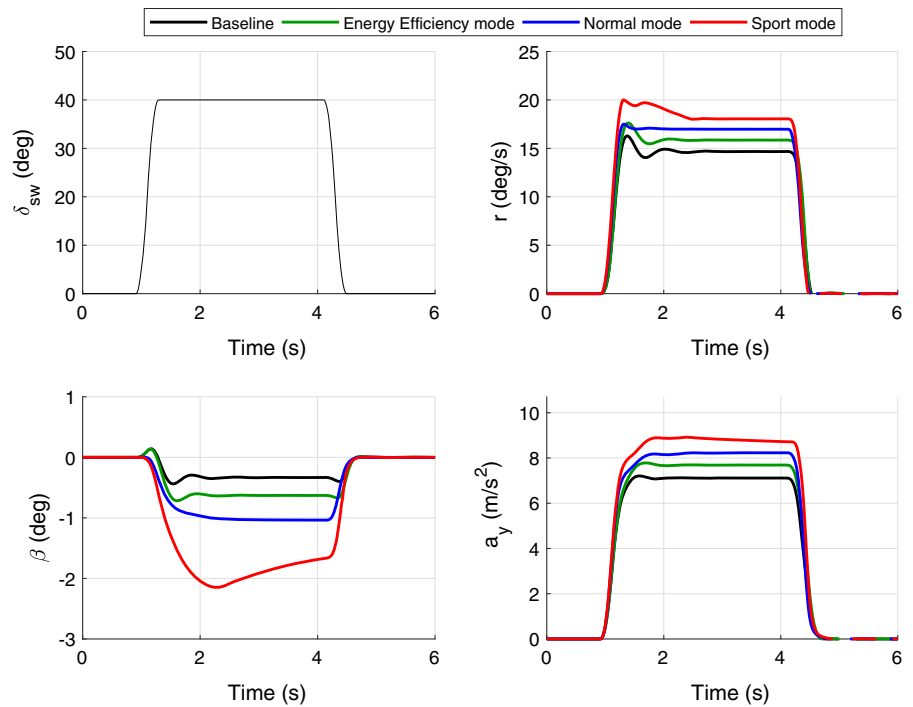 Baseline Energy Efficiency mode Normal mode Sport mode
50
40
30
20
10
0
0 2 4 6
δsw (deg)
Time (s)
25
20
15
10
5
0
0 2 4 6
r (deg/s)
Time (s)
1
0
-1
-2
-3
0 2 4 6
β (deg)
Time (s)
10
8
6
4
2
0
0 2 4 6
ay (m/s²)
Time (s)